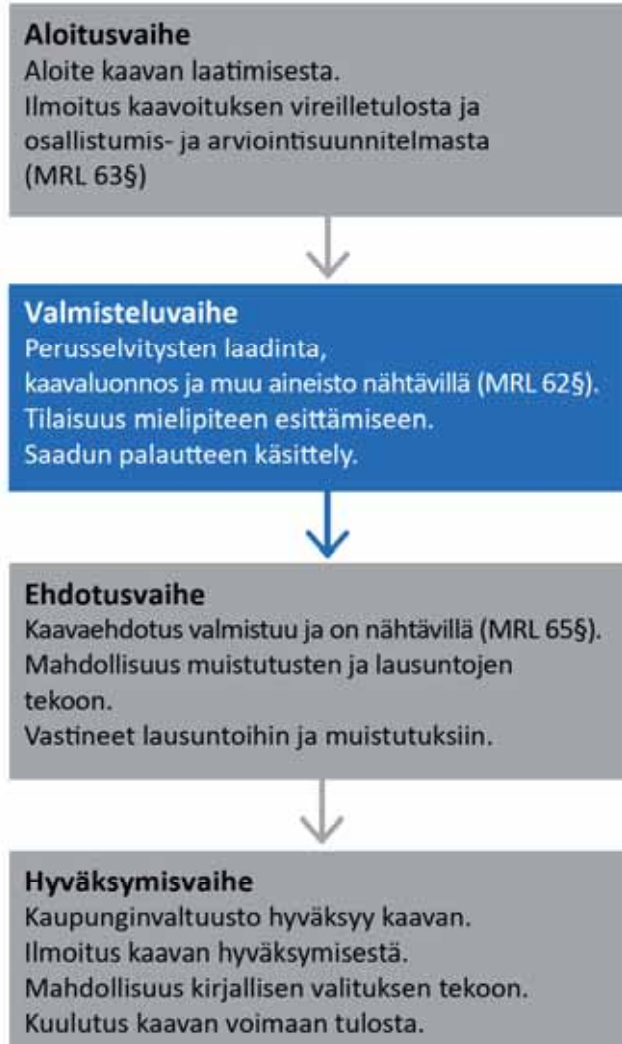 Aloitusvaihe
Aloite kaavan laatimisesta.
Ilmoitus kaavoituksen vireilletulosta ja
osallistumis- ja arviointisuunnitelmasta
(MRL 63§)
Valmisteluvaihe
Perusselvitysten laadinta,
kaavaluonnos ja muu aineisto nähtävillä (MRL 62§).
Tilaisuus mielipiteen esittämiseen.
Saadun palautteen käsittely.
Ehdotusvaihe
Kaavaehdotus valmistuu ja on nähtävillä (MRL 65§).
Mahdollisuus muistutusten ja lausuntojen
tekoon.
Vastineet lausuntoihin ja muistutuksiin.
Hyväksymisvaihe
Kaupunginvaltuusto hyväksyy kaavan.
Ilmoitus kaavan hyväksymisestä.
Mahdollisuus kirjallisen valituksen tekoon.
Kuulutus kaavan voimaan tulosta.